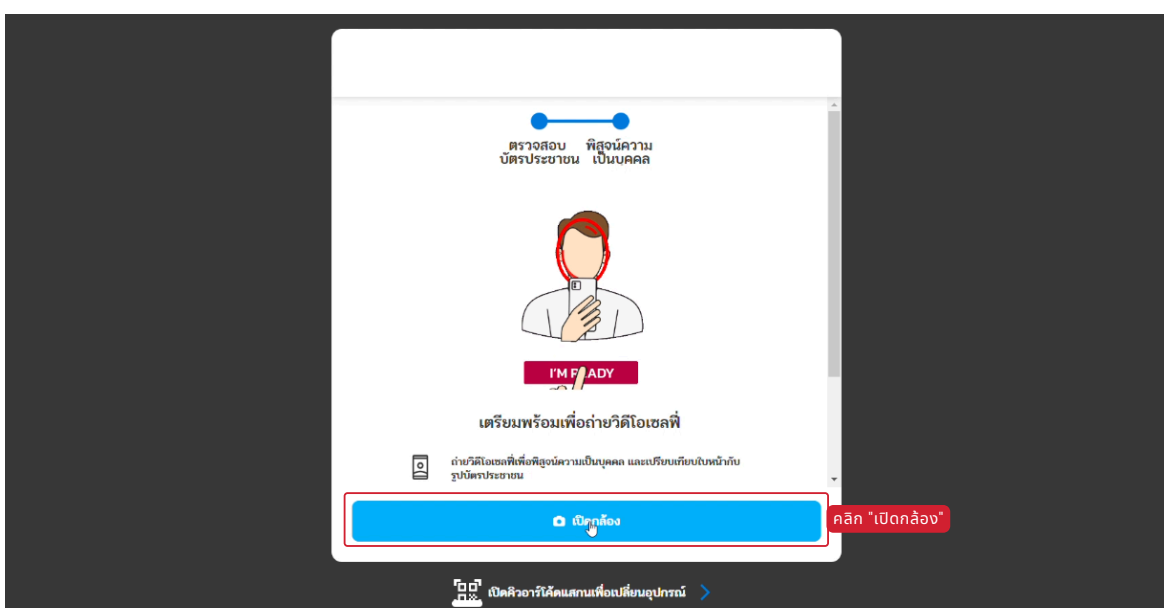 ตรวจสอบ
บัตรประชาชน
พิสูจน์ความ
เป็นบุคคล
I'M READY
เตรียมพร้อมเพื่อถ่ายวิดีโอเซลฟี่
ถ่ายวิดีโอเซลฟี่เพื่อพิสูจน์ความเป็นบุคคล และเปรียบเทียบใบหน้ากับ
รูปบัตรประชาชน
เปิดกล้อง
คลิก "เปิดกล้อง"
เปิดคิวอาร์โค้ดแสกนเพื่อเปลี่ยนอุปกรณ์